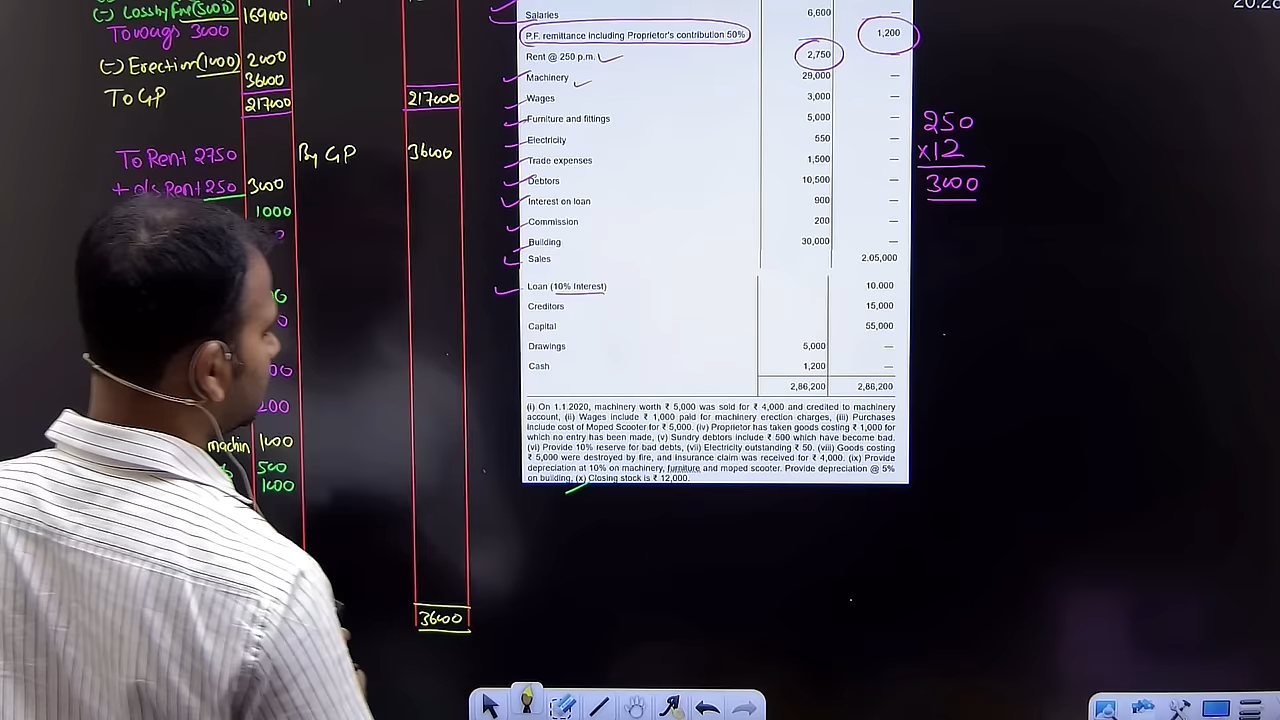 (-) Loss by fire (5000) 169000
To wages 3000
(-) Erection (1000) 2000
36000
To GP
217000 217000
To Rent 2750 By GP 36000
+ o/s Rent 250 3000
1000
200
machin 1000
500
1000
36000
Salaries 6,600 —
P.F. remittance including Proprietor's contribution 50% — 1,200
Rent @ 250 p.m. 2,750
Machinery 29,000 —
Wages 3,000 —
Furniture and fittings 5,000 —
Electricity 550 —
Trade expenses 1,500 —
Debtors 10,500 —
Interest on loan 900 —
Commission 200 —
Building 30,000 —
Sales 2.05,000
Loan (10% Interest) 10.000
Creditors 15,000
Capital 55,000
Drawings 5,000 —
Cash 1,200 —
2,86,200 2,86,200
(i) On 1.1.2020, machinery worth ₹ 5,000 was sold for ₹ 4,000 and credited to machinery
account, (ii) Wages include ₹ 1,000 paid for machinery erection charges, (iii) Purchases
include cost of Moped Scooter for ₹ 5,000. (iv) Proprietor has taken goods costing ₹ 1,000 for
which no entry has been made, (v) Sundry debtors include ₹ 500 which have become bad.
(vi) Provide 10% reserve for bad debts, (vii) Electricity outstanding ₹ 50. (viii) Goods costing
₹ 5,000 were destroyed by fire, and insurance claim was received for ₹ 4,000. (ix) Provide
depreciation at 10% on machinery, furniture and moped scooter. Provide depreciation @ 5%
on building, (x) Closing stock is ₹ 12,000.
250
×12
3000